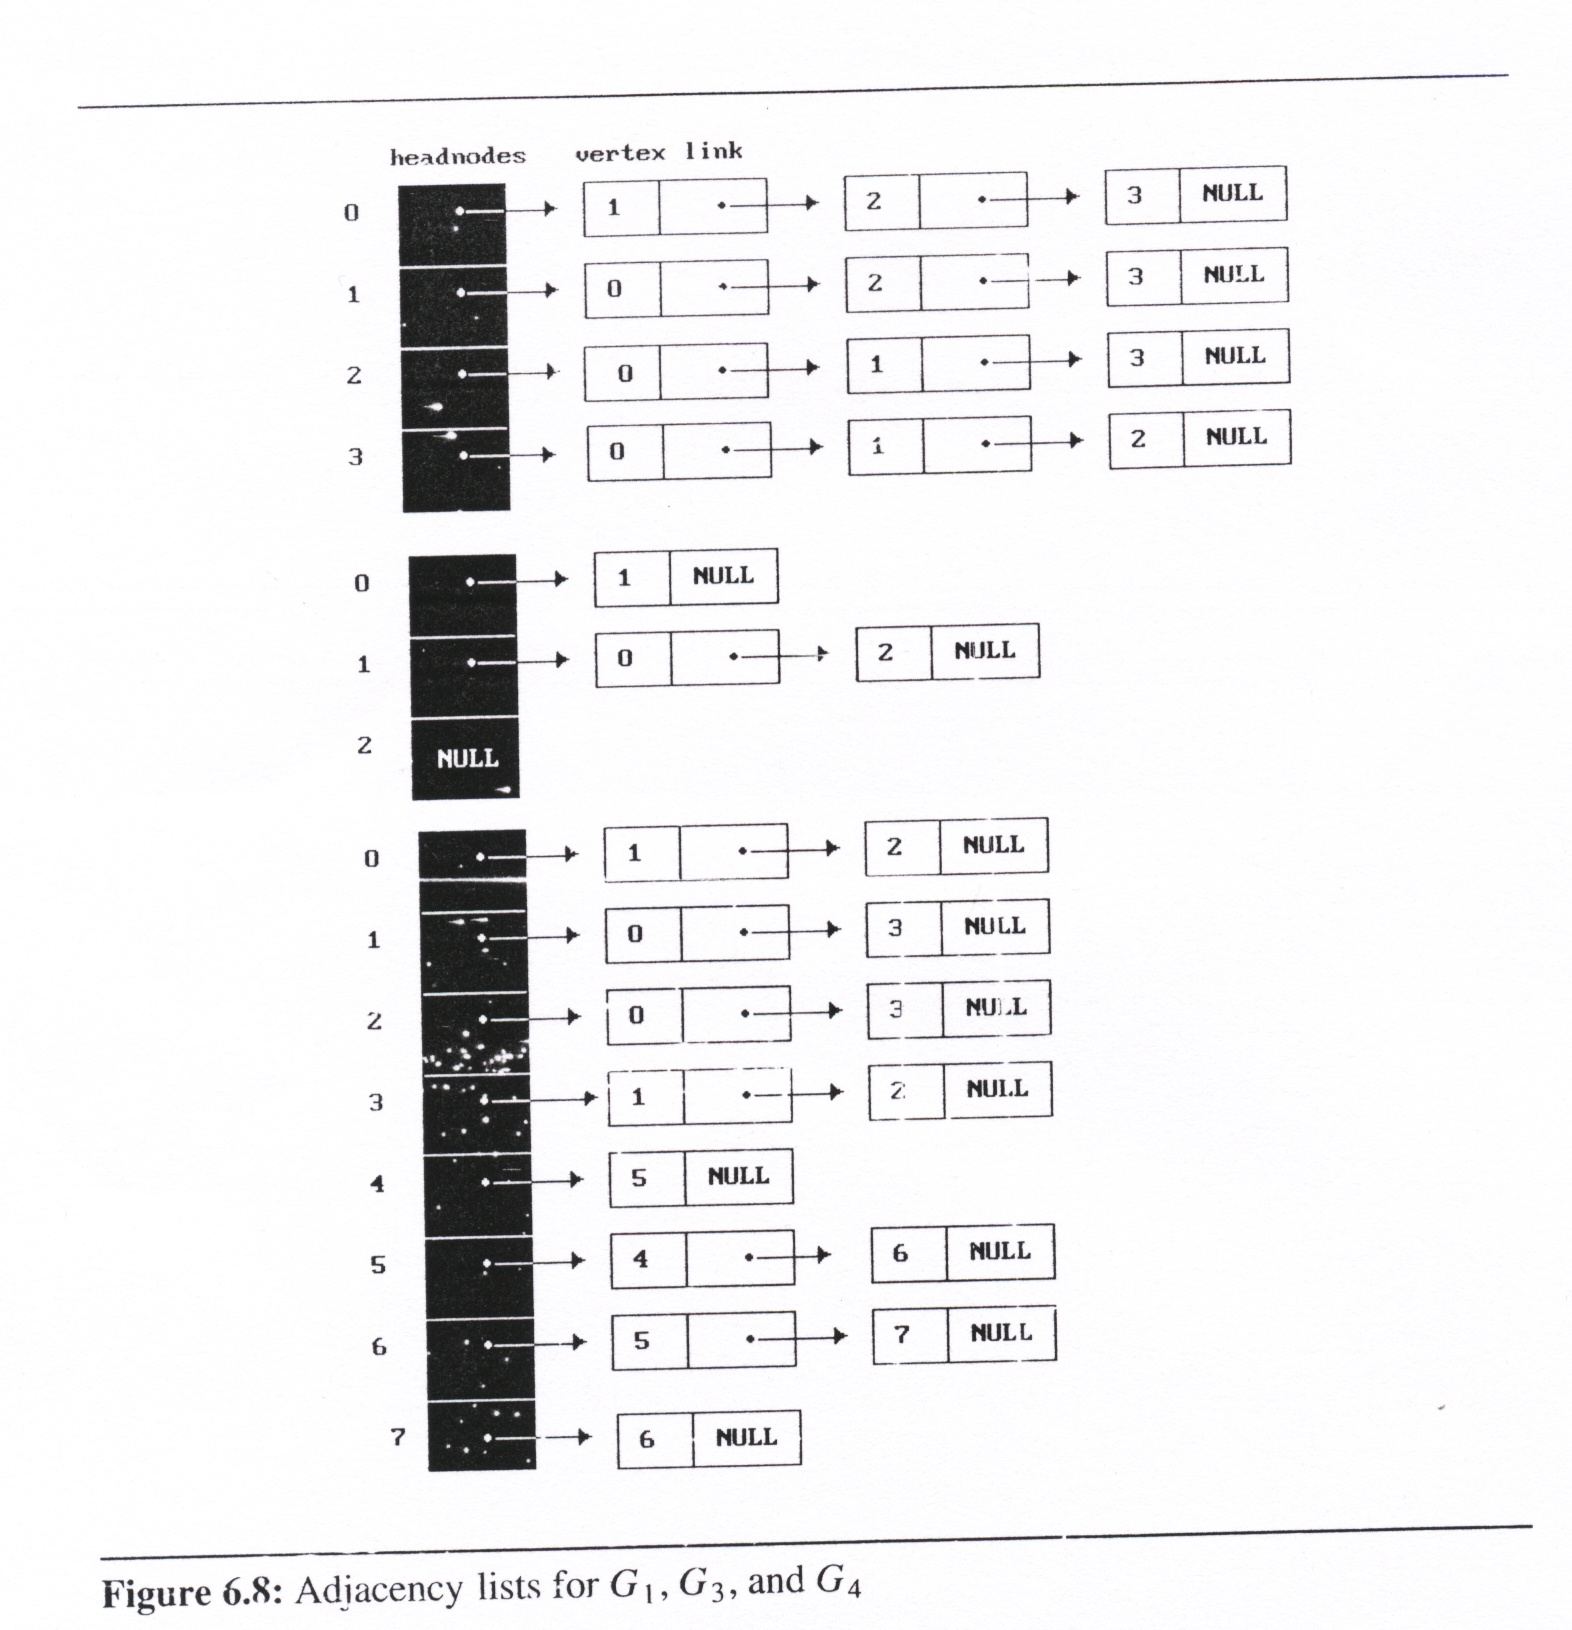 headnodes vertex link
0 1 2 3 NULL
1 0 2 3 NULL
2 0 1 3 NULL
3 0 1 2 NULL
0 1 NULL
1 0 2 NULL
2 NULL
0 1 2 NULL
1 0 3 NULL
2 0 3 NULL
3 1 2 NULL
4 5 NULL
5 4 6 NULL
6 5 7 NULL
7 6 NULL
Figure 6.8: Adjacency lists for G1, G3, and G4